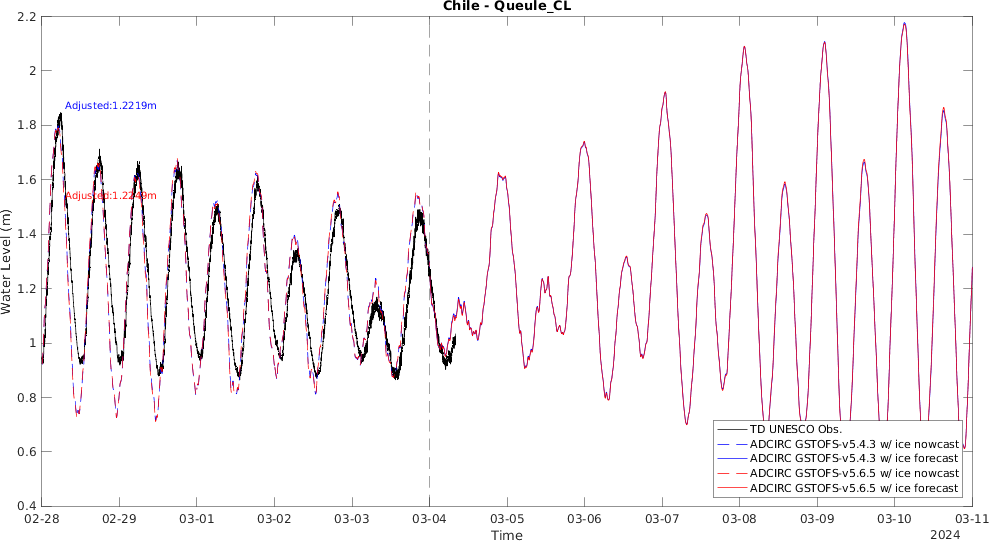 Chile - Queule_CL
Water Level (m)
2.2
2
1.8
1.6
1.4
1.2
1
0.8
0.6
0.4
Adjusted:1.2219m
Adjusted:1.2249m
TD UNESCO Obs.
ADCIRC GSTOFS-v5.4.3 w/ ice nowcast
ADCIRC GSTOFS-v5.4.3 w/ ice forecast
ADCIRC GSTOFS-v5.6.5 w/ ice nowcast
ADCIRC GSTOFS-v5.6.5 w/ ice forecast
02-28 02-29 03-01 03-02 03-03 03-04 03-05 03-06 03-07 03-08 03-09 03-10 03-11
Time
2024